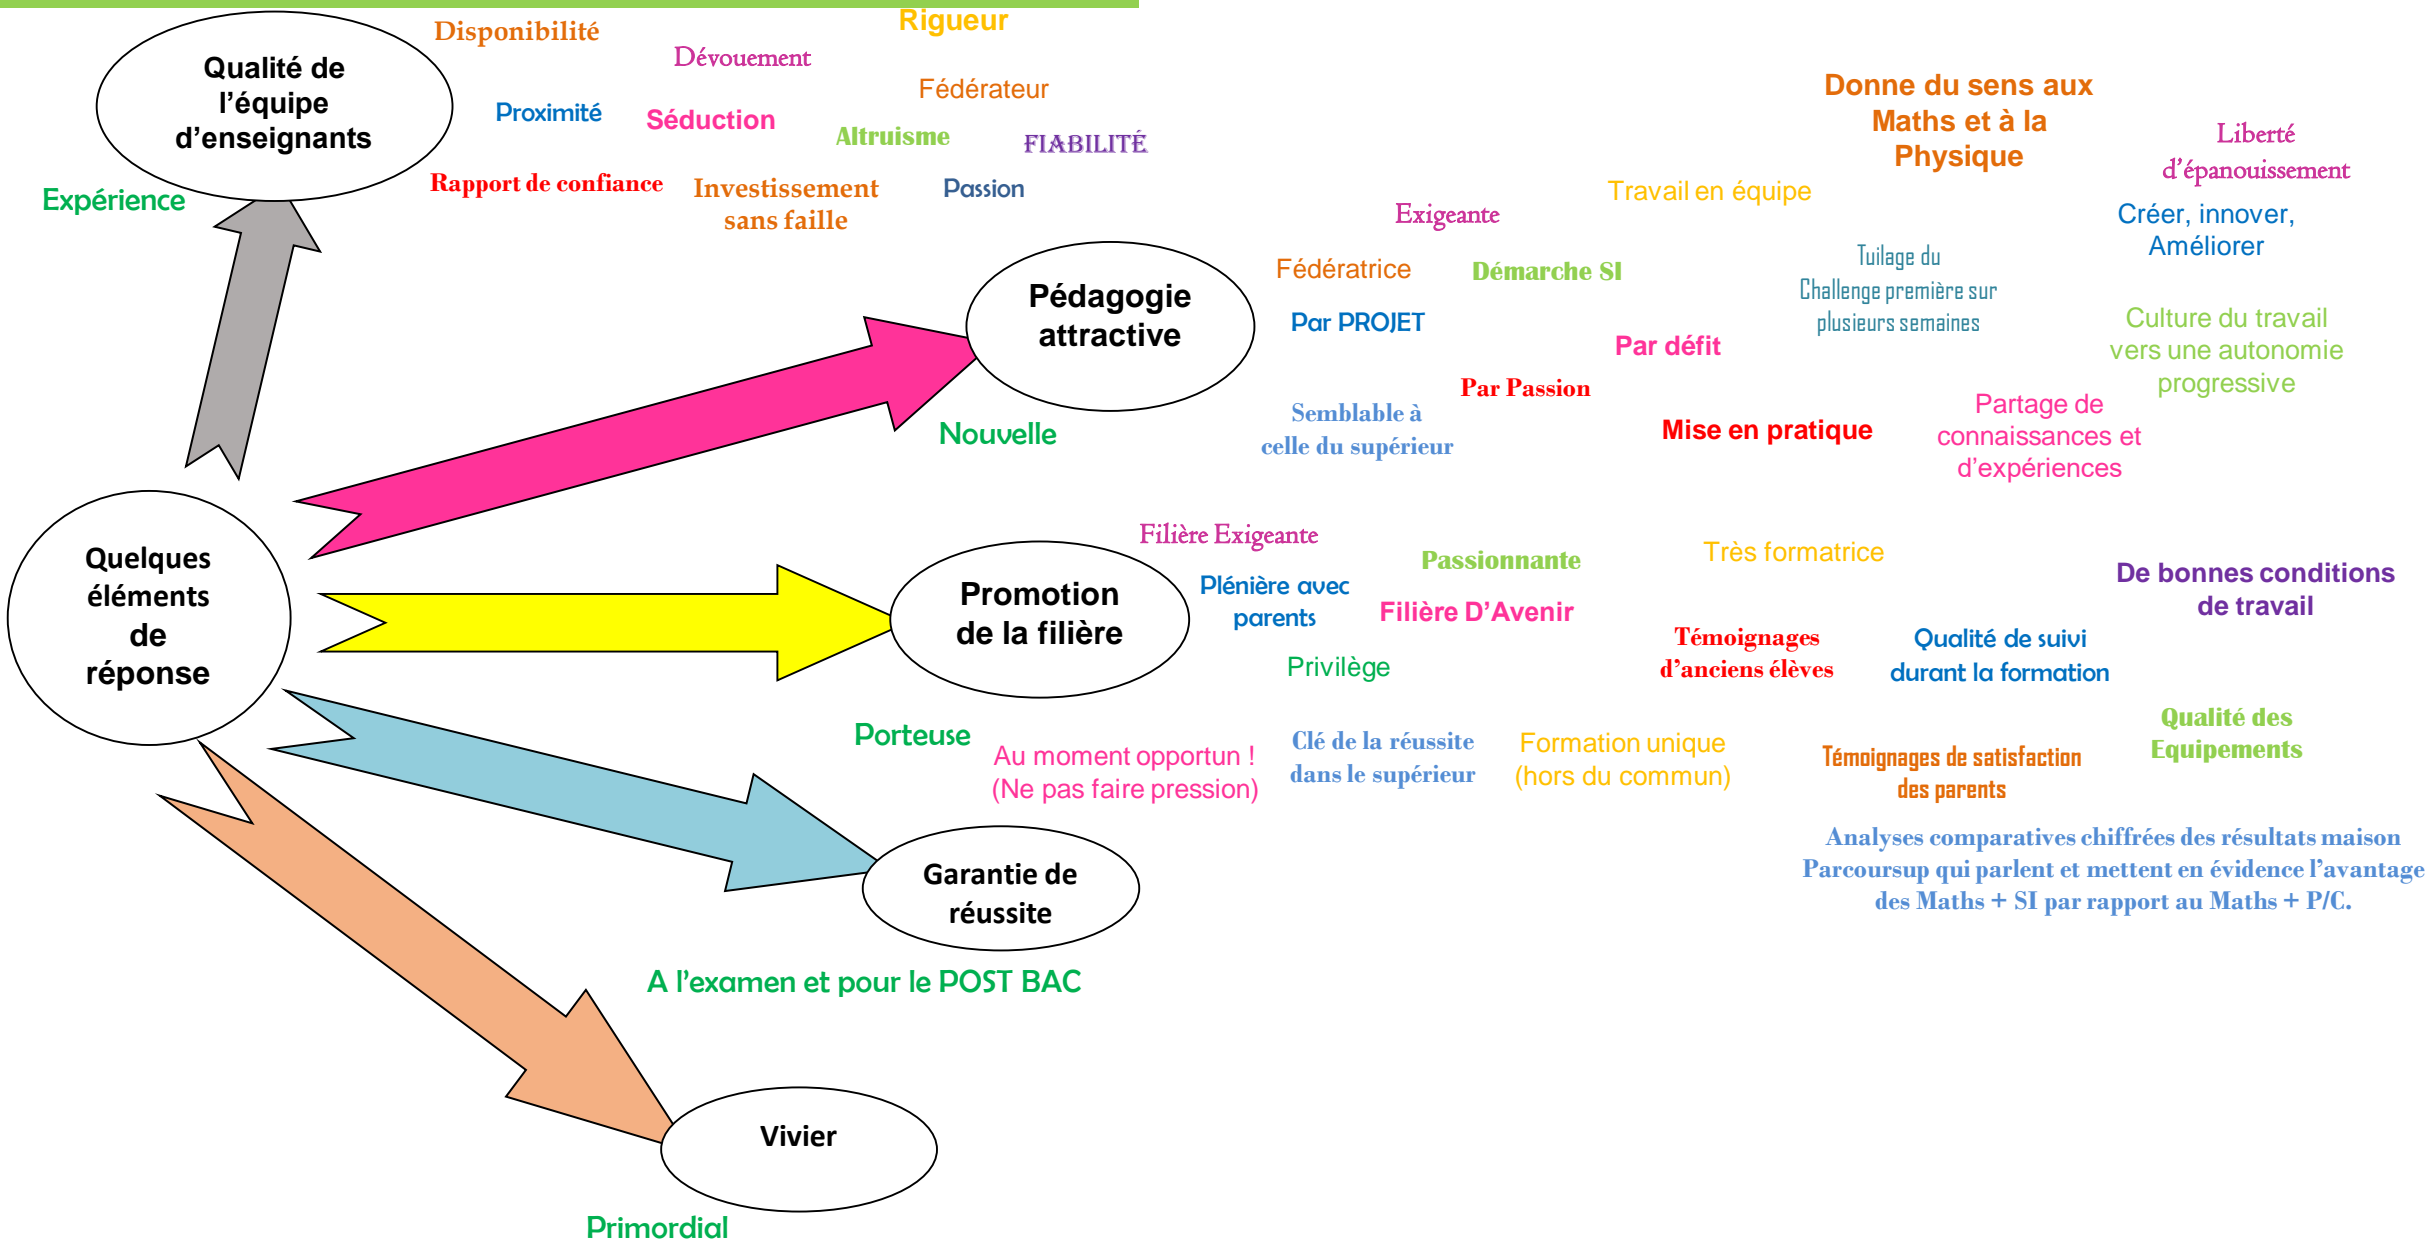 Qualité de
l’équipe
d’enseignants
Expérience
Disponibilité
Rigueur
Dévouement
Fédérateur
Proximité
Séduction
Altruisme
FIABILITÉ
Rapport de confiance
Investissement
sans faille
Passion
Pédagogie
attractive
Nouvelle
Exigeante
Travail en équipe
Donne du sens aux
Maths et à la
Physique
Liberté
d’épanouissement
Créer, innover,
Améliorer
Fédératrice
Démarche SI
Tuilage du
Challenge première sur
plusieurs semaines
Par PROJET
Par défit
Culture du travail
vers une autonomie
progressive
Par Passion
Semblable à
celle du supérieur
Mise en pratique
Partage de
connaissances et
d’expériences
Quelques
éléments
de
réponse
Promotion
de la filière
Porteuse
Filière Exigeante
Passionnante
Très formatrice
Plénière avec
parents
Filière D’Avenir
De bonnes conditions
de travail
Privilège
Témoignages
d’anciens élèves
Qualité de suivi
durant la formation
Au moment opportun !
(Ne pas faire pression)
Clé de la réussite
dans le supérieur
Formation unique
(hors du commun)
Témoignages de satisfaction
des parents
Qualité des
Equipements
Analyses comparatives chiffrées des résultats maison
Parcoursup qui parlent et mettent en évidence l’avantage
des Maths + SI par rapport au Maths + P/C.
Garantie de
réussite
A l’examen et pour le POST BAC
Vivier
Primordial